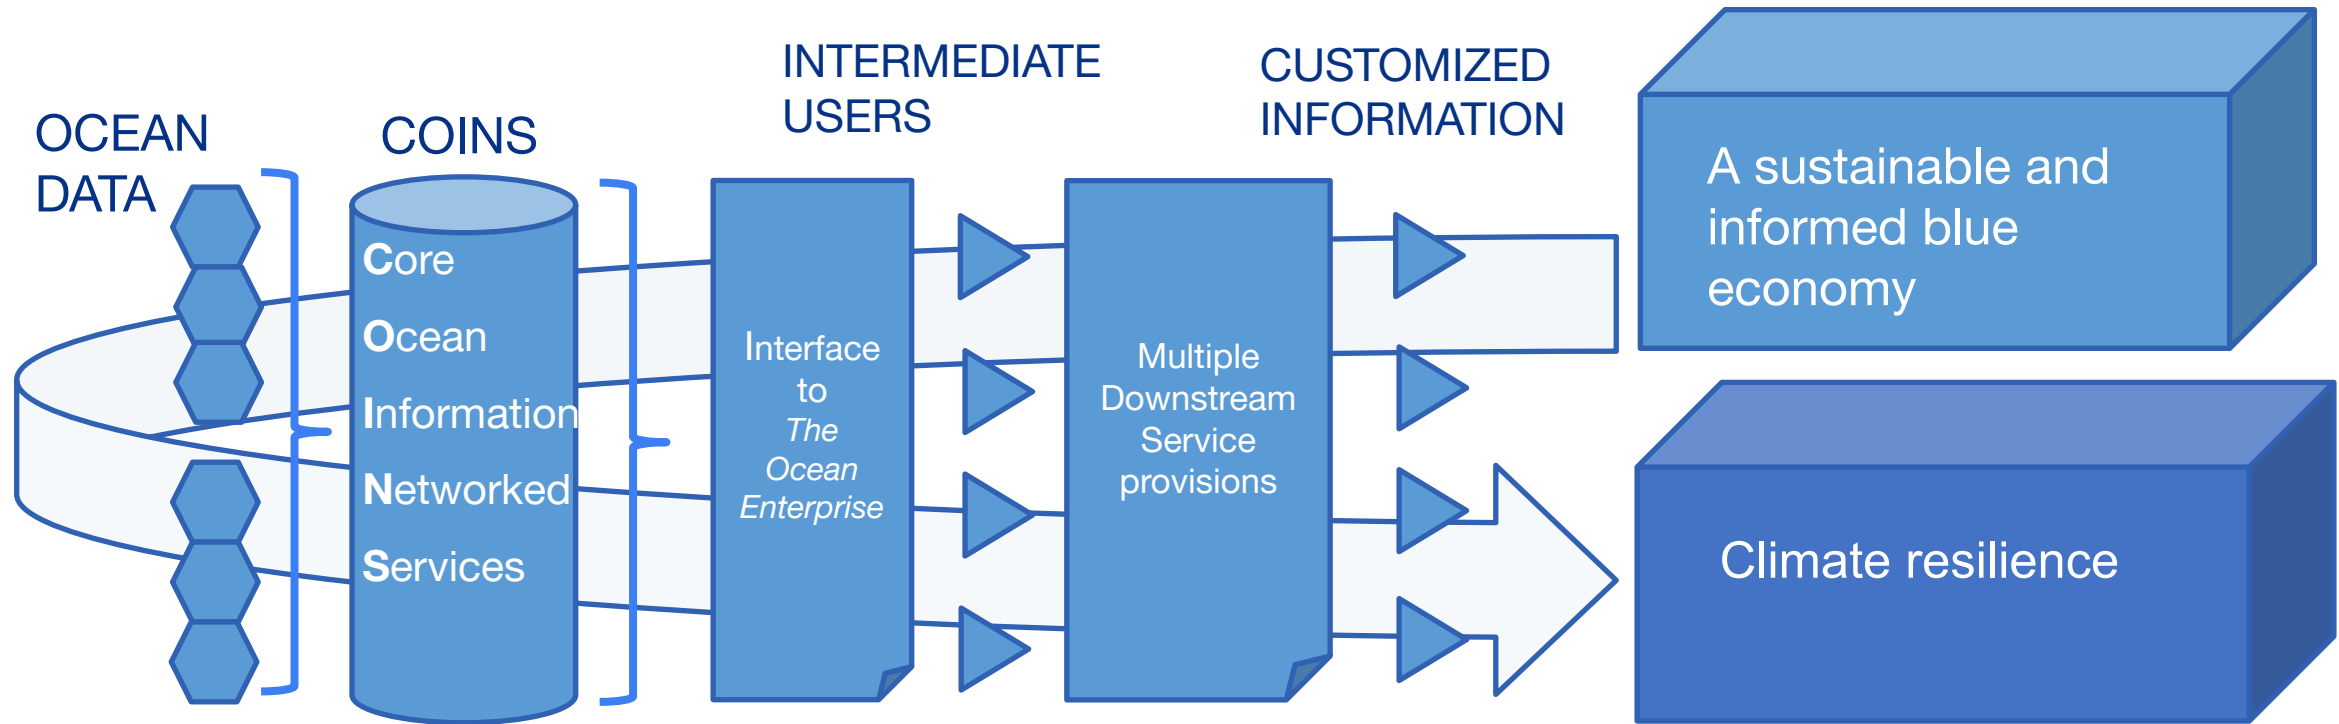 OCEAN
DATA
COINS
Core
Ocean
Information
Networked
Services
INTERMEDIATE
USERS
Interface
to
The
Ocean
Enterprise
Multiple
Downstream
Service
provisions
CUSTOMIZED
INFORMATION
A sustainable and
informed blue
economy
Climate resilience